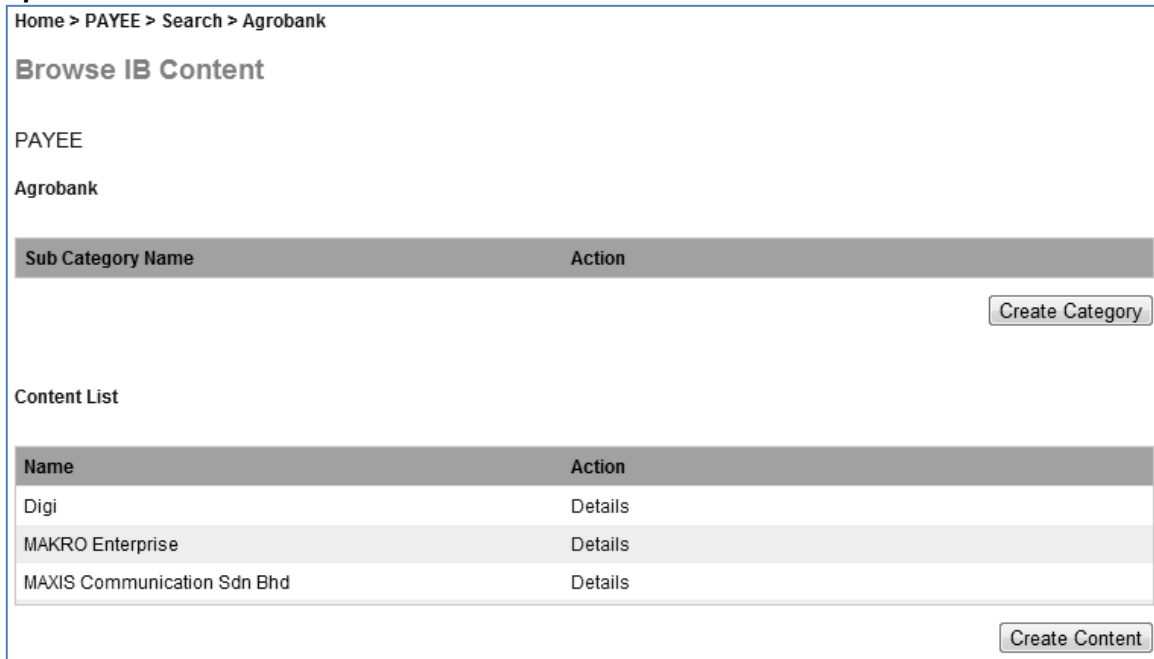 Home > PAYEE > Search > Agrobank
Browse IB Content
PAYEE
Agrobank
Sub Category Name Action
Create Category
Content List
Name Action
Digi Details
MAKRO Enterprise Details
MAXIS Communication Sdn Bhd Details
Create Content